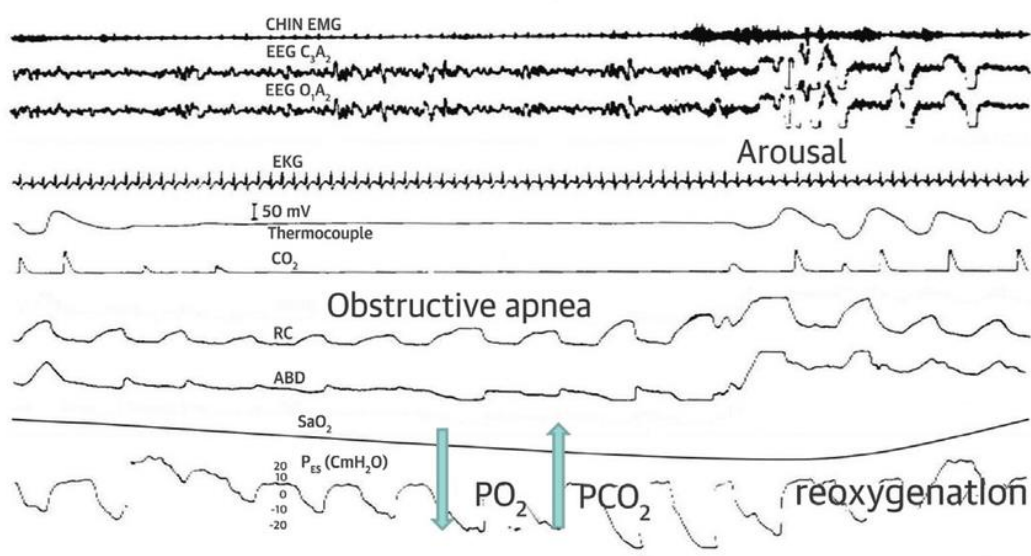 CHIN EMG
EEG C₃A₂
EEG O₁A₂
Arousal
EKG
50 mV
Thermocouple
CO₂
Obstructive apnea
RC
ABD
SaO₂
P_ES (CmH₂O)
20
10
0
-10
-20
PO₂
PCO₂
reoxygenation